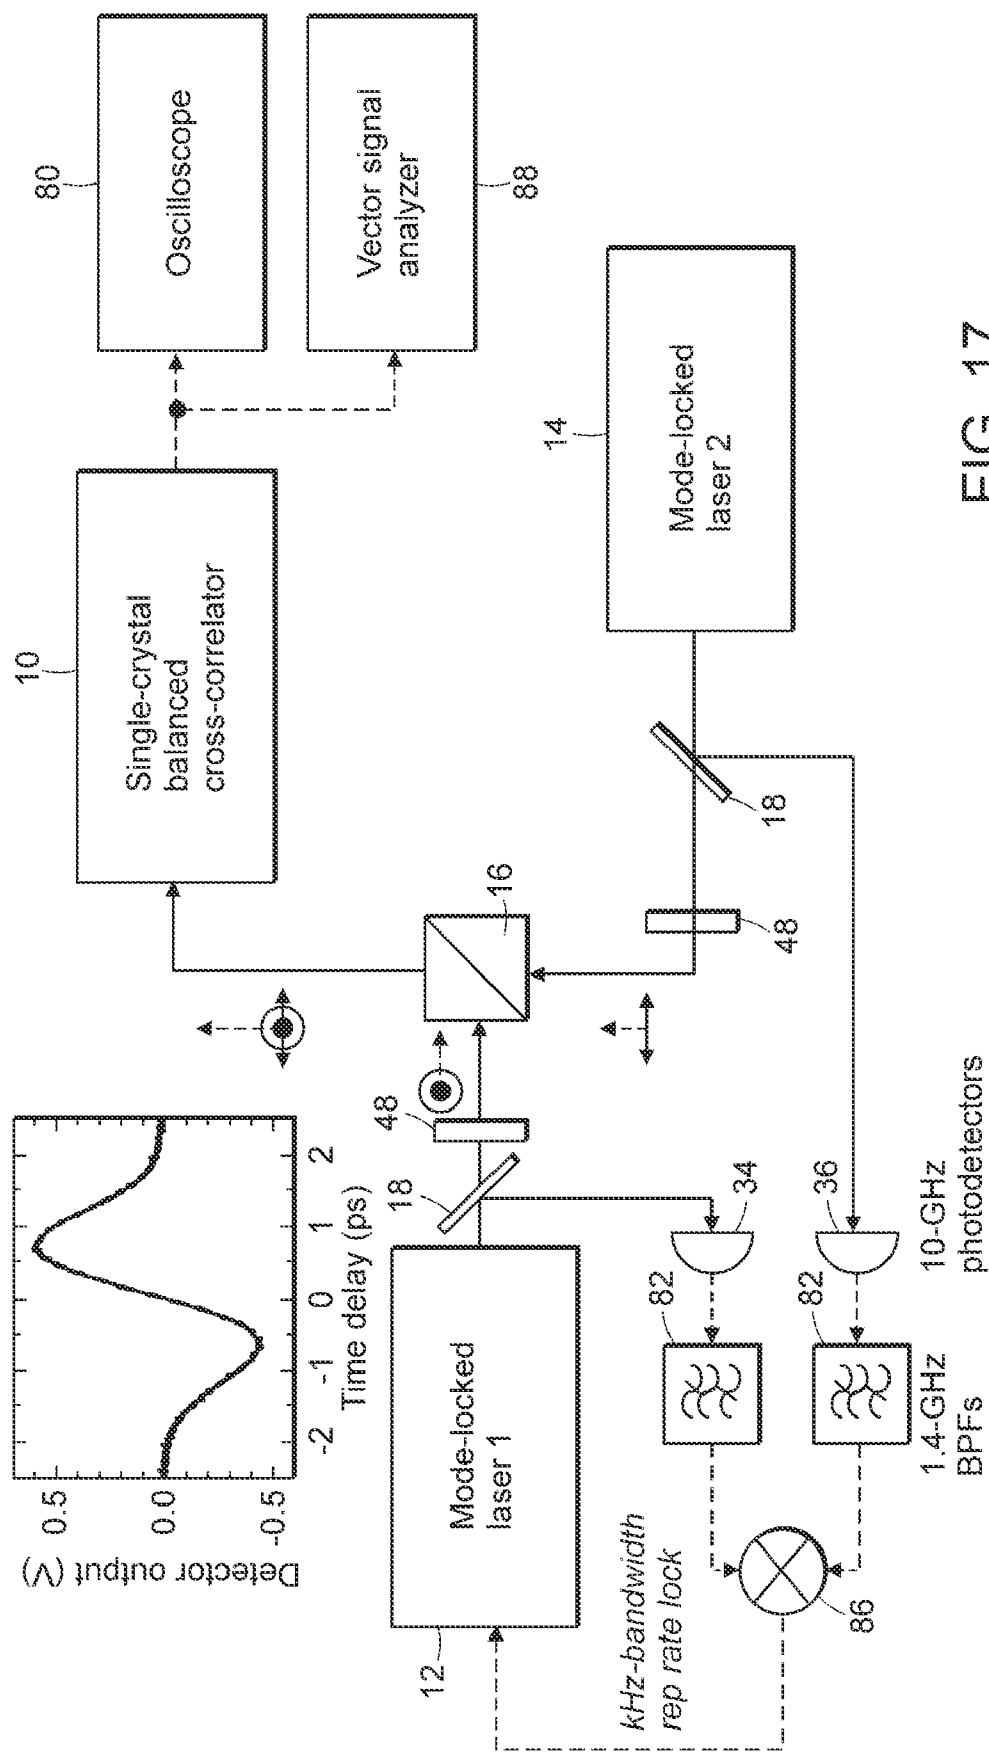 Detector output (V)
0.5
0.0
-0.5
-2
-1
0
1
2
Time delay (ps)
10
Single-crystal
balanced
cross-correlator
80
Oscilloscope
Vector signal
analyzer
88
12
Mode-locked
laser 1
18
48
16
14
Mode-locked
laser 2
48
18
kHz-bandwidth
rep rate lock
82
34
82
36
86
1.4-GHz
BPFs
10-GHz
photodetectors
FIG. 17